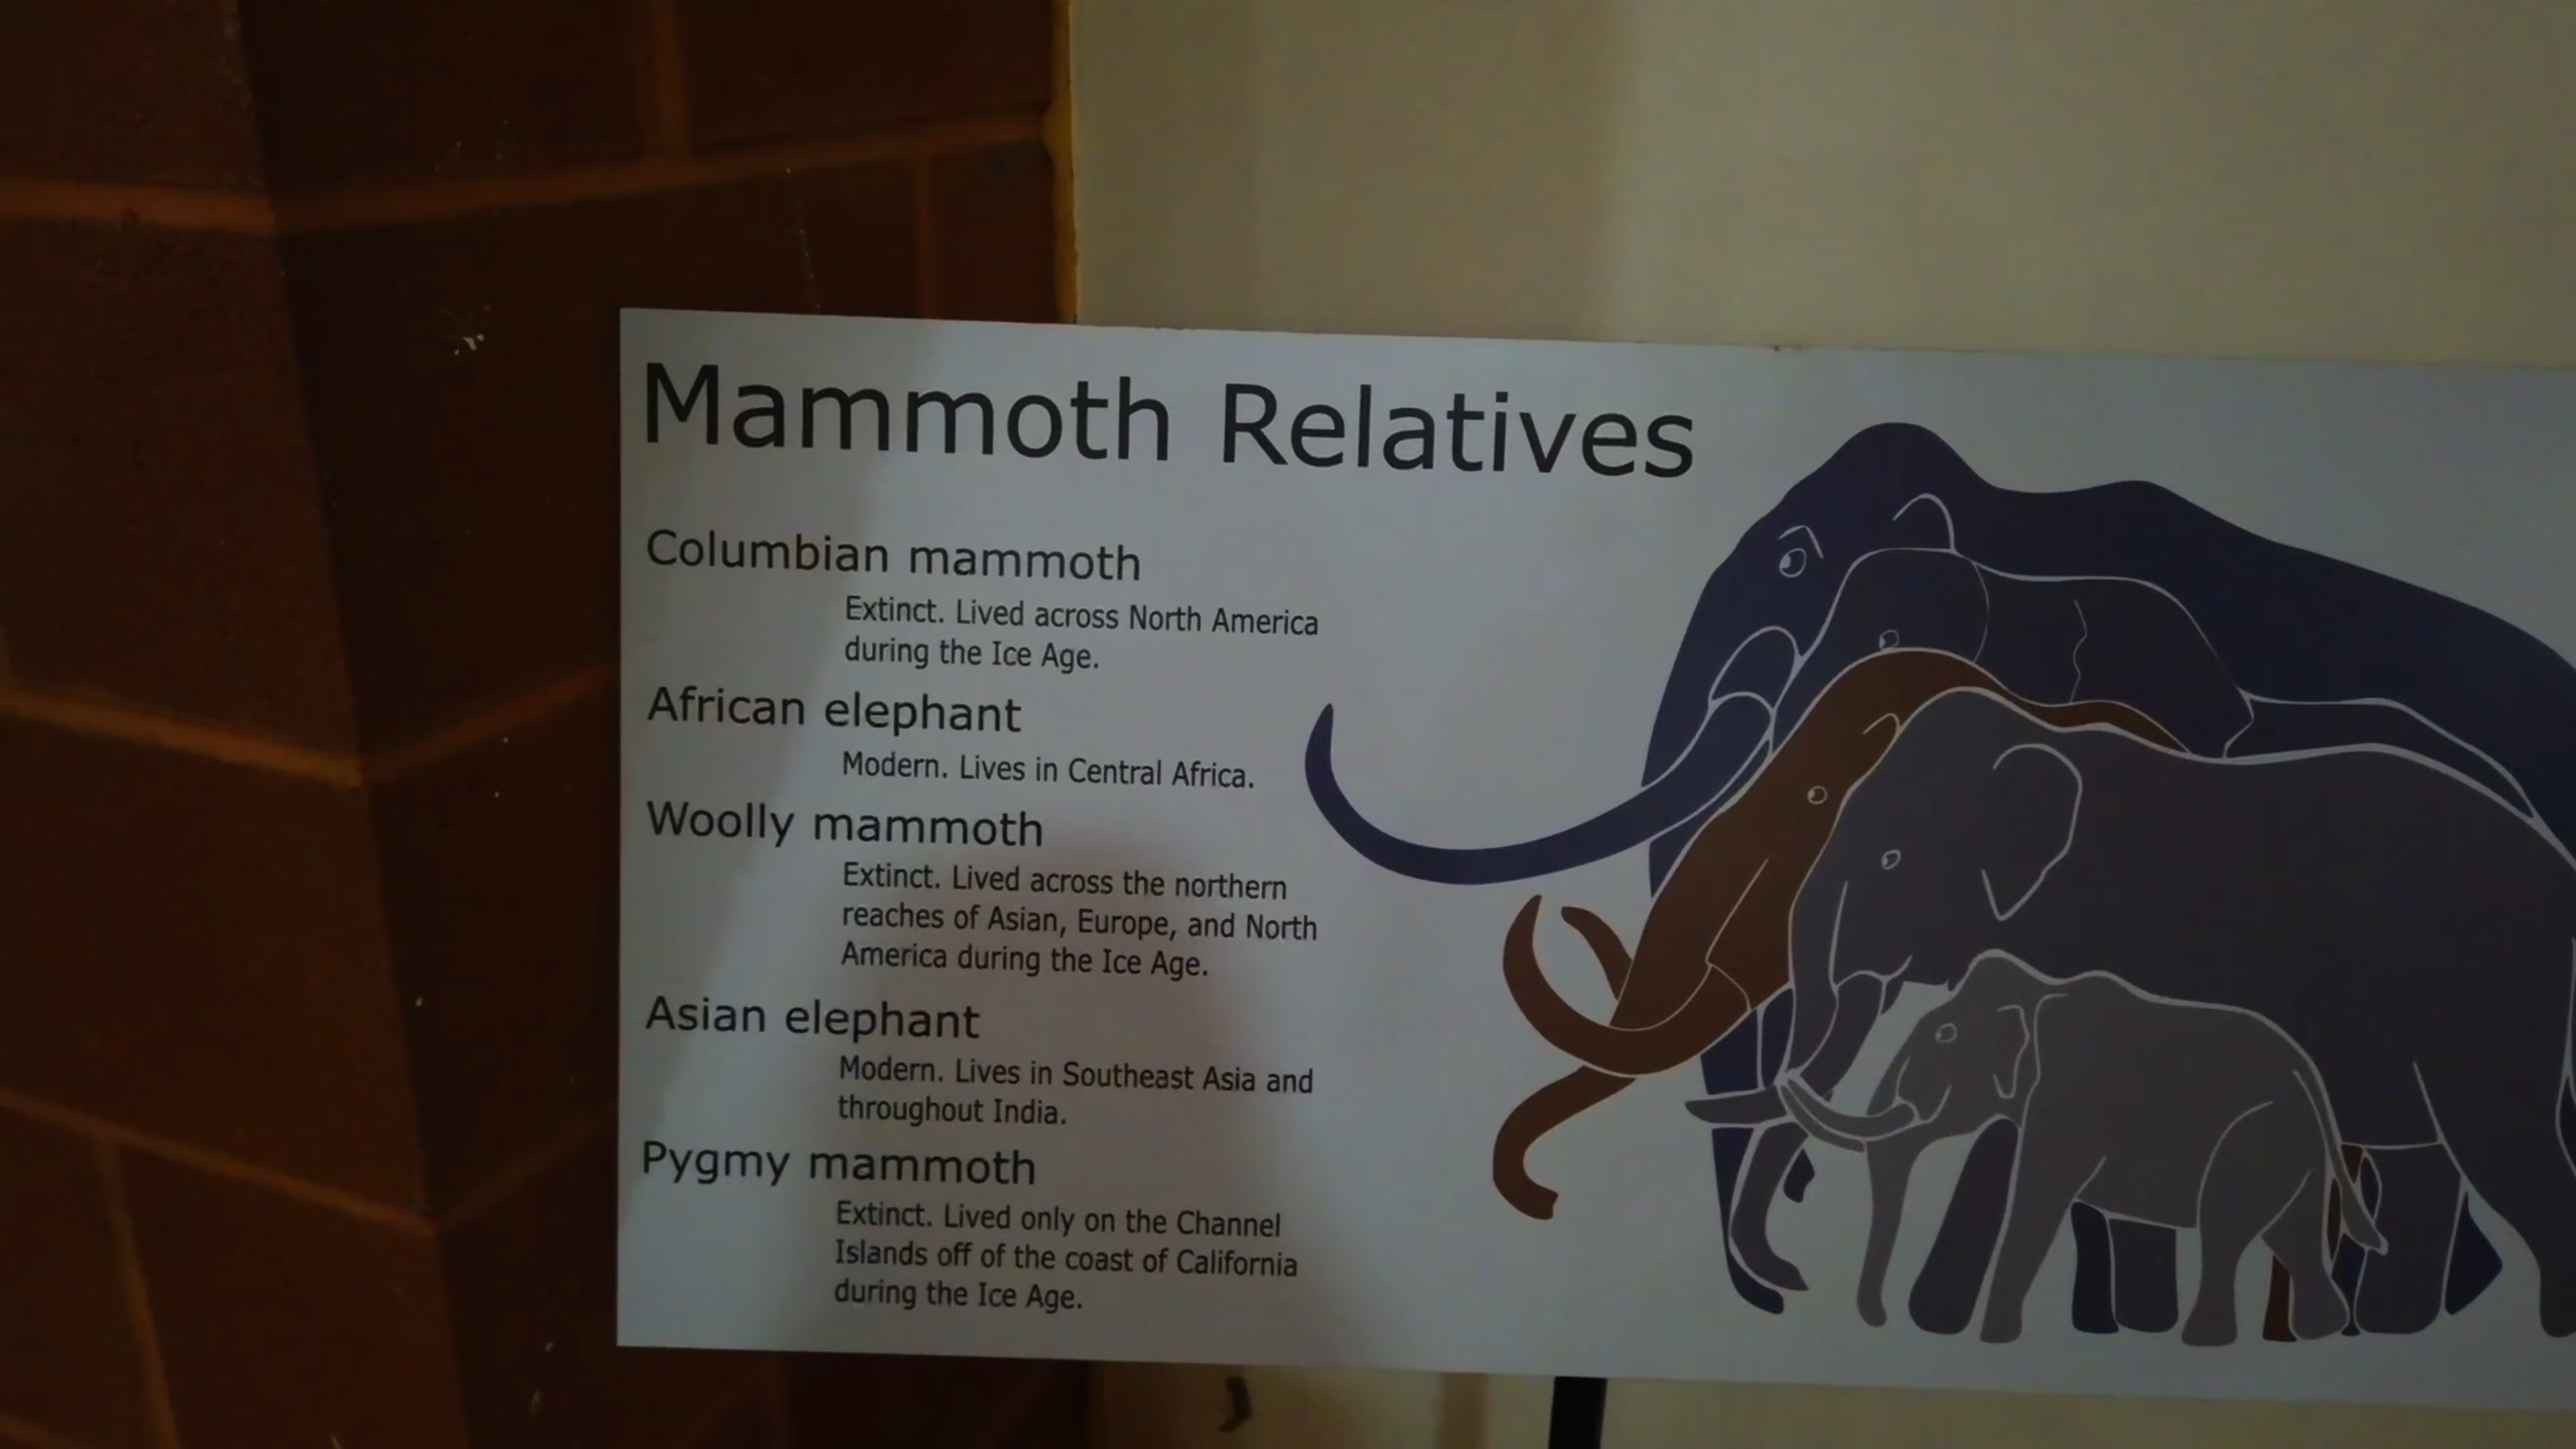 Mammoth Relatives
Columbian mammoth
Extinct. Lived across North America
during the Ice Age.
African elephant
Modern. Lives in Central Africa.
Woolly mammoth
Extinct. Lived across the northern
reaches of Asian, Europe, and North
America during the Ice Age.
Asian elephant
Modern. Lives in Southeast Asia and
throughout India.
Pygmy mammoth
Extinct. Lived only on the Channel
Islands off of the coast of California
during the Ice Age.